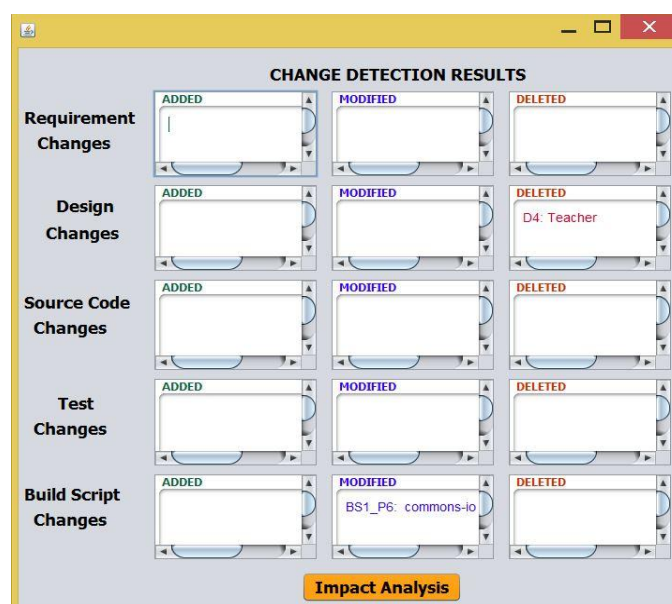 CHANGE DETECTION RESULTS
Requirement
Changes
ADDED
MODIFIED
DELETED
Design
Changes
ADDED
MODIFIED
DELETED
D4: Teacher
Source Code
Changes
ADDED
MODIFIED
DELETED
Test
Changes
ADDED
MODIFIED
DELETED
Build Script
Changes
ADDED
MODIFIED
BS1_P6: commons-io
DELETED
Impact Analysis